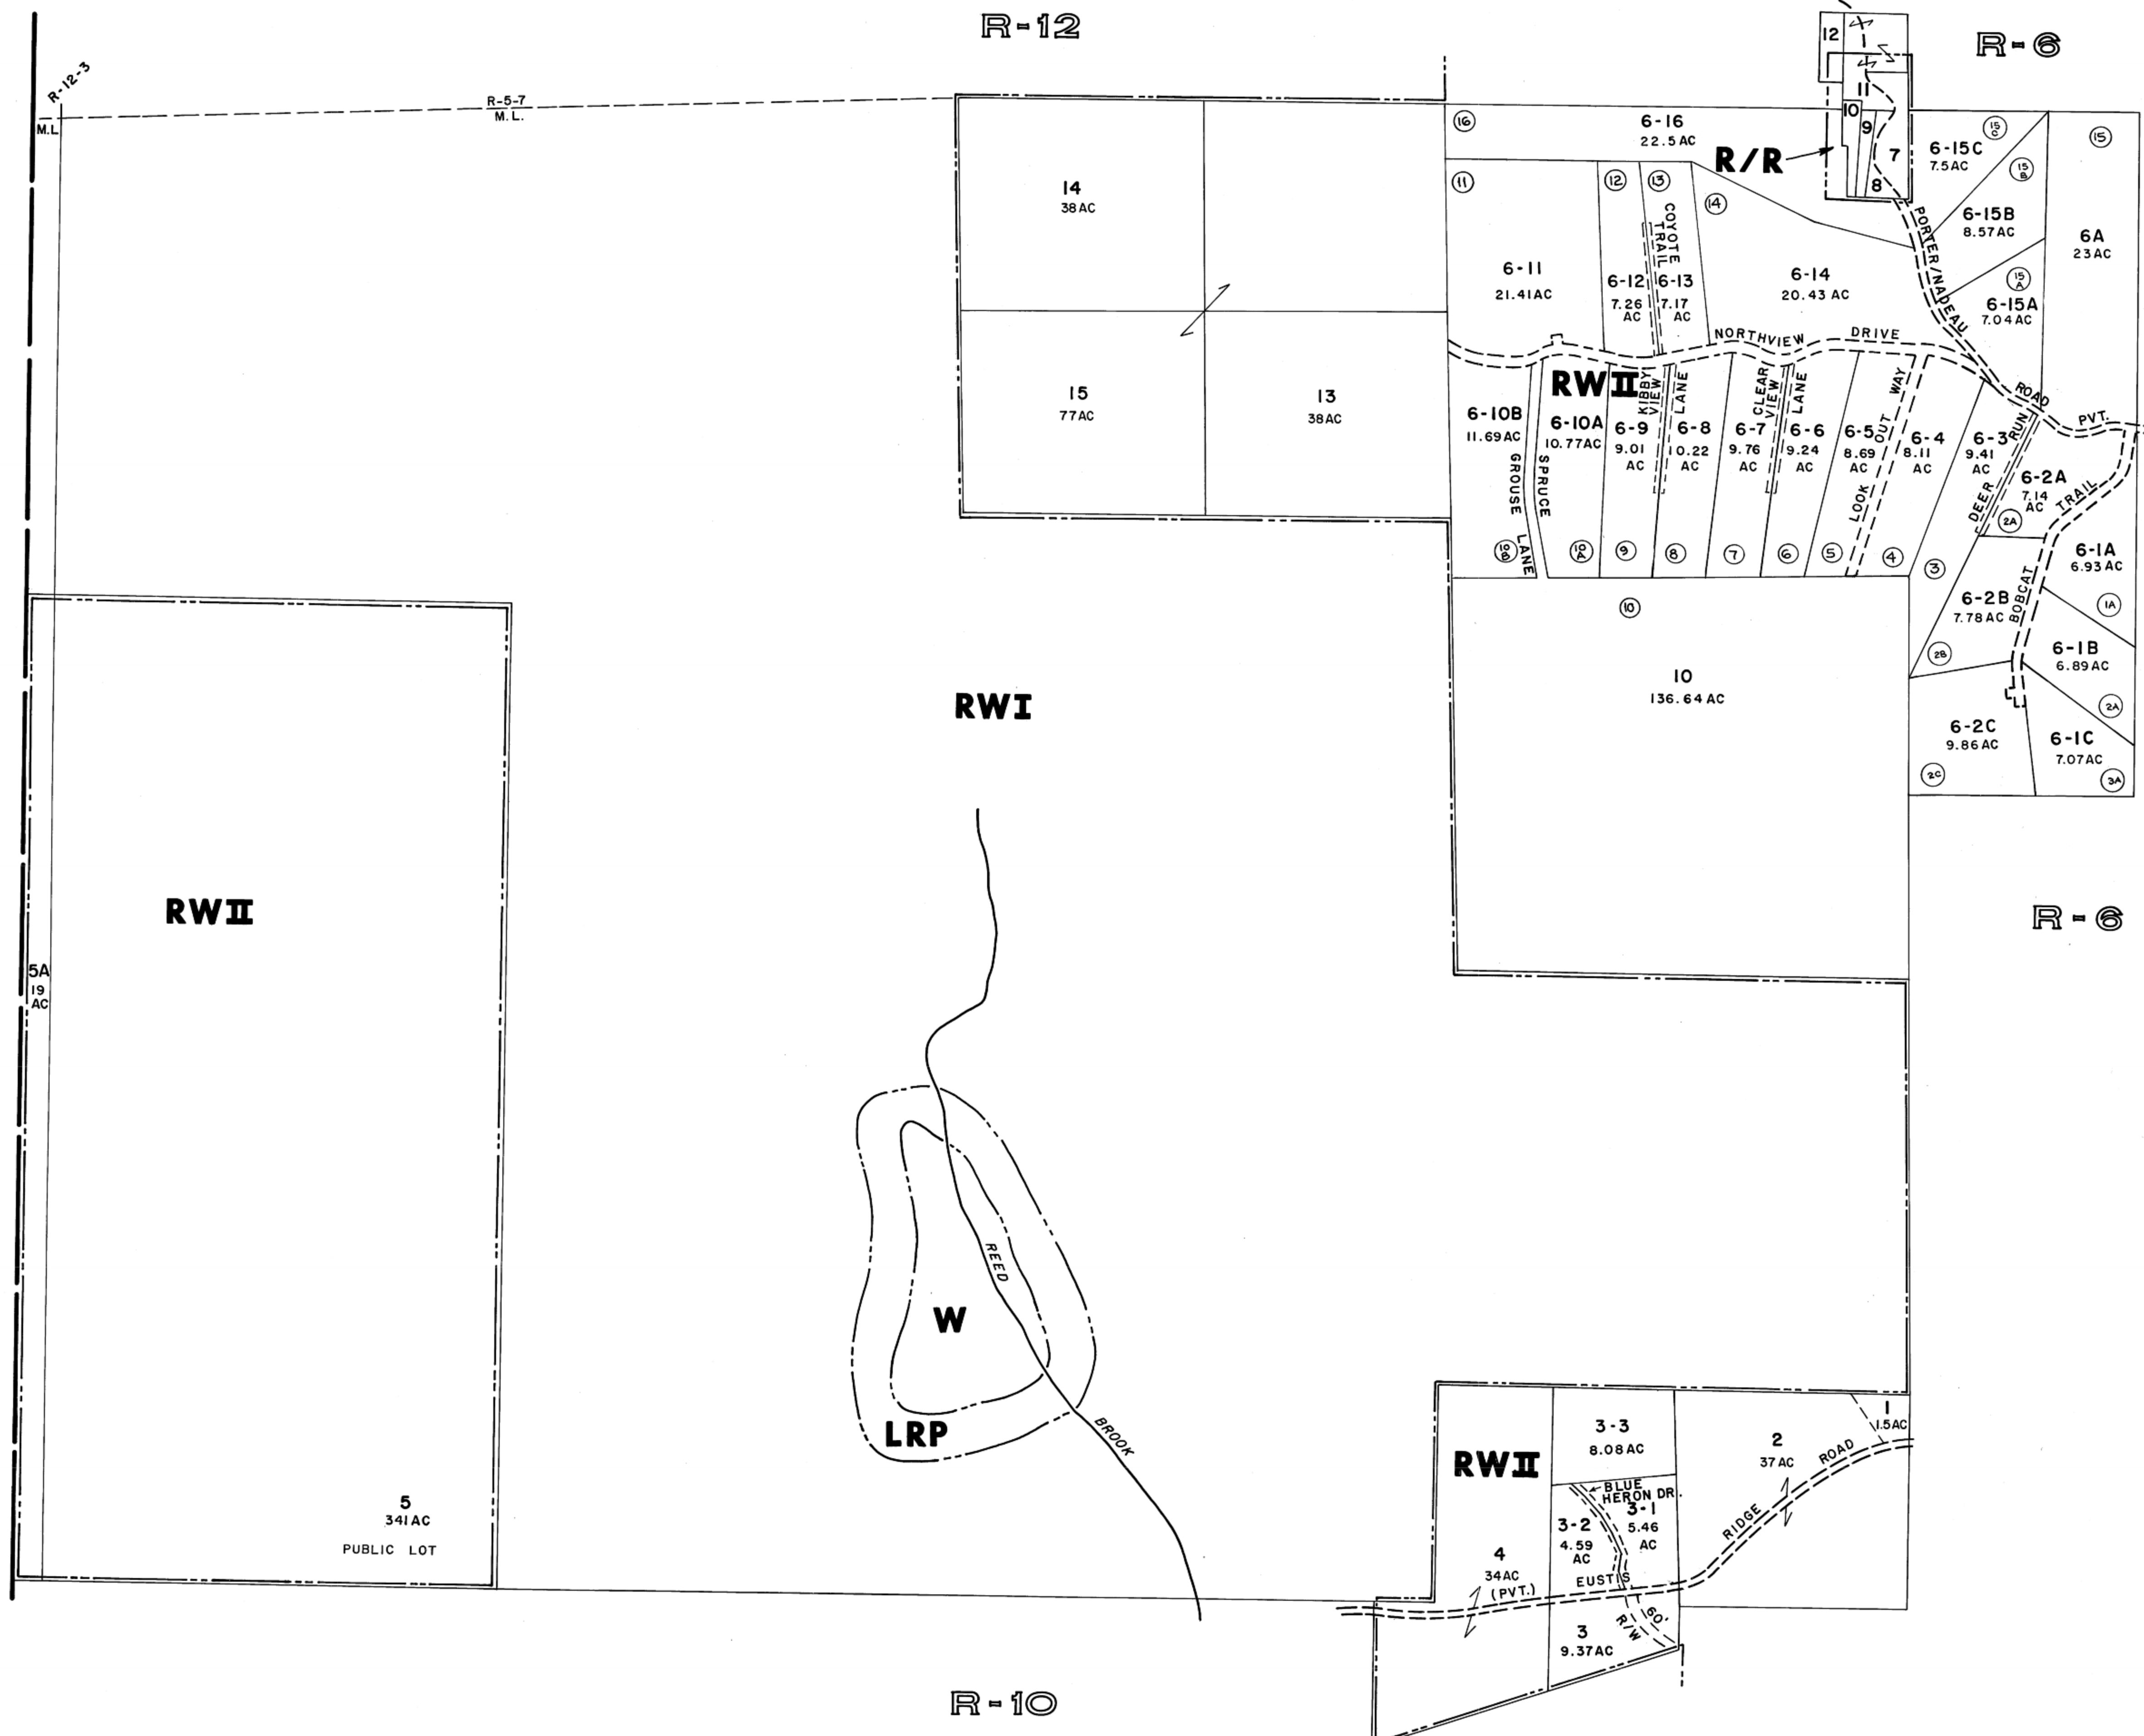 R-12
R-6
R-12-3
R-5-7
M.L.
M.L
12
11
10
9
7
8
R/R
16
6-16
22.5AC
15
C
6-15C
7.5AC
15
B
6-15B
8.57AC
15
6A
23AC
15
A
6-15A
7.04AC
14
38AC
15
77AC
13
38AC
11
6-11
21.41AC
12
6-12
7.26
AC
13
COYOTE
TRAIL
6-13
7.17
AC
14
6-14
20.43 AC
PORTER/NADEAU
ROAD
PVT.
NORTHVIEW DRIVE
RWII
6-10B
11.69AC
GROUSE
LANE
SPRUCE
10
B
6-10A
10.77AC
10
A
6-9
9.01
AC
9
KIBBY
VIEW
LANE
6-8
10.22
AC
8
6-7
9.76
AC
7
CLEAR
VIEW
LANE
6-6
9.24
AC
6
6-5
8.69
AC
5
LOOK OUT WAY
6-4
8.11
AC
4
6-3
9.41
AC
3
DEER RUN
6-2A
7.14
AC
2A
BOBCAT TRAIL
6-1A
6.93AC
1A
6-2B
7.78AC
2B
6-1B
6.89AC
2A
6-2C
9.86AC
2C
6-1C
7.07AC
3A
10
10
136.64AC
RWI
RWII
R-6
5A
19
AC
REED
BROOK
W
LRP
5
341AC
PUBLIC LOT
RWII
3-3
8.08AC
2
37AC
1
1.5AC
BLUE
HERON DR.
3-1
5.46
AC
3-2
4.59
AC
4
34AC
(PVT.)
EUSTIS
RIDGE
ROAD
60'
R/W
3
9.37AC
R-10